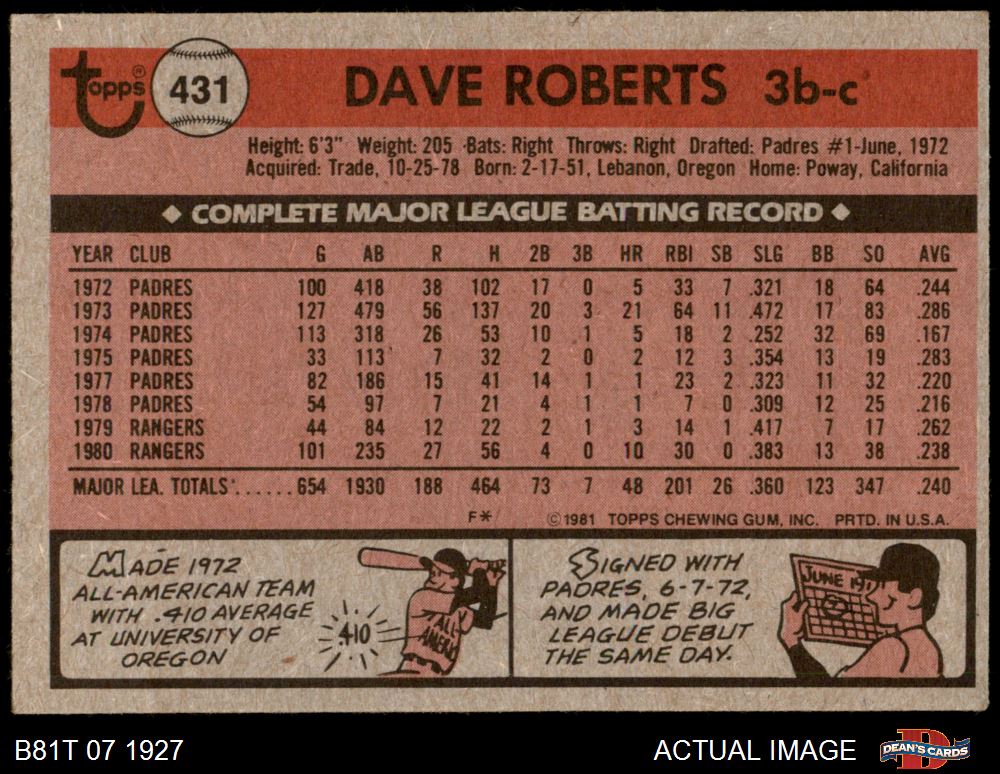 topps® 431 DAVE ROBERTS 3b-c
Height: 6'3" Weight: 205 Bats: Right Throws: Right Drafted: Padres #1-June, 1972
Acquired: Trade, 10-25-78 Born: 2-17-51, Lebanon, Oregon Home: Poway, California
◆ COMPLETE MAJOR LEAGUE BATTING RECORD ◆
YEAR CLUB G AB R H 2B 3B HR RBI SB SLG BB SO AVG
1972 PADRES 100 418 38 102 17 0 5 33 7 .321 18 64 .244
1973 PADRES 127 479 56 137 20 3 21 64 11 .472 17 83 .286
1974 PADRES 113 318 26 53 10 1 5 18 2 .252 32 69 .167
1975 PADRES 33 113 7 32 2 0 2 12 3 .354 13 19 .283
1977 PADRES 82 186 15 41 14 1 1 23 2 .323 11 32 .220
1978 PADRES 54 97 7 21 4 1 1 7 0 .309 12 25 .216
1979 RANGERS 44 84 12 22 2 1 3 14 1 .417 7 17 .262
1980 RANGERS 101 235 27 56 4 0 10 30 0 .383 13 38 .238
MAJOR LEA. TOTALS ...... 654 1930 188 464 73 7 48 201 26 .360 123 347 .240
F* © 1981 TOPPS CHEWING GUM, INC. PRTD. IN U.S.A.
MADE 1972
ALL-AMERICAN TEAM
WITH .410 AVERAGE
AT UNIVERSITY OF
OREGON
.410
ALL-
AMERI
SIGNED WITH
PADRES, 6-7-72,
AND MADE BIG
LEAGUE DEBUT
THE SAME DAY.
JUNE
7
B81T 07 1927 ACTUAL IMAGE DEAN'S CARDS